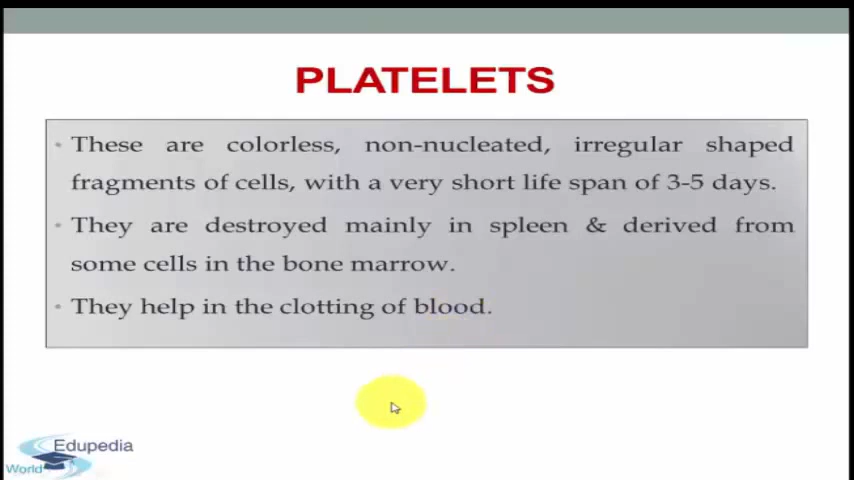 PLATELETS
• These are colorless, non-nucleated, irregular shaped
fragments of cells, with a very short life span of 3-5 days.
• They are destroyed mainly in spleen & derived from
some cells in the bone marrow.
• They help in the clotting of blood.
Edupedia
World